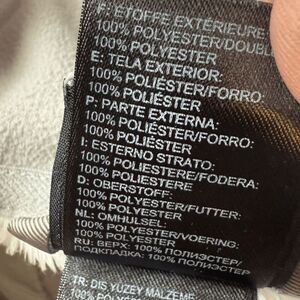 F: ÉTOFFE EXTÉRIEURE
100% POLYESTER/DOUBL
100% POLYESTER
E: TELA EXTERIOR:
100% POLIÉSTER/FORRO:
100% POLIÉSTER
P: PARTE EXTERNA:
100% POLIÉSTER/FORRO:
100% POLIÉSTER
I: ESTERNO STRATO:
100% POLIESTERE/FODERA:
100% POLIESTERE
D: OBERSTOFF:
100% POLYESTER/FUTTER:
100% POLYESTER
NL: OMHULSEL:
100% POLYESTER/VOERING:
100% POLYESTER
RU: ВЕРХ: 100% ПОЛИЭСТЕР/
ПОДКЛАДКА: 100% ПОЛИЭСТЕР
TR: DIS YUZEY MALZEME